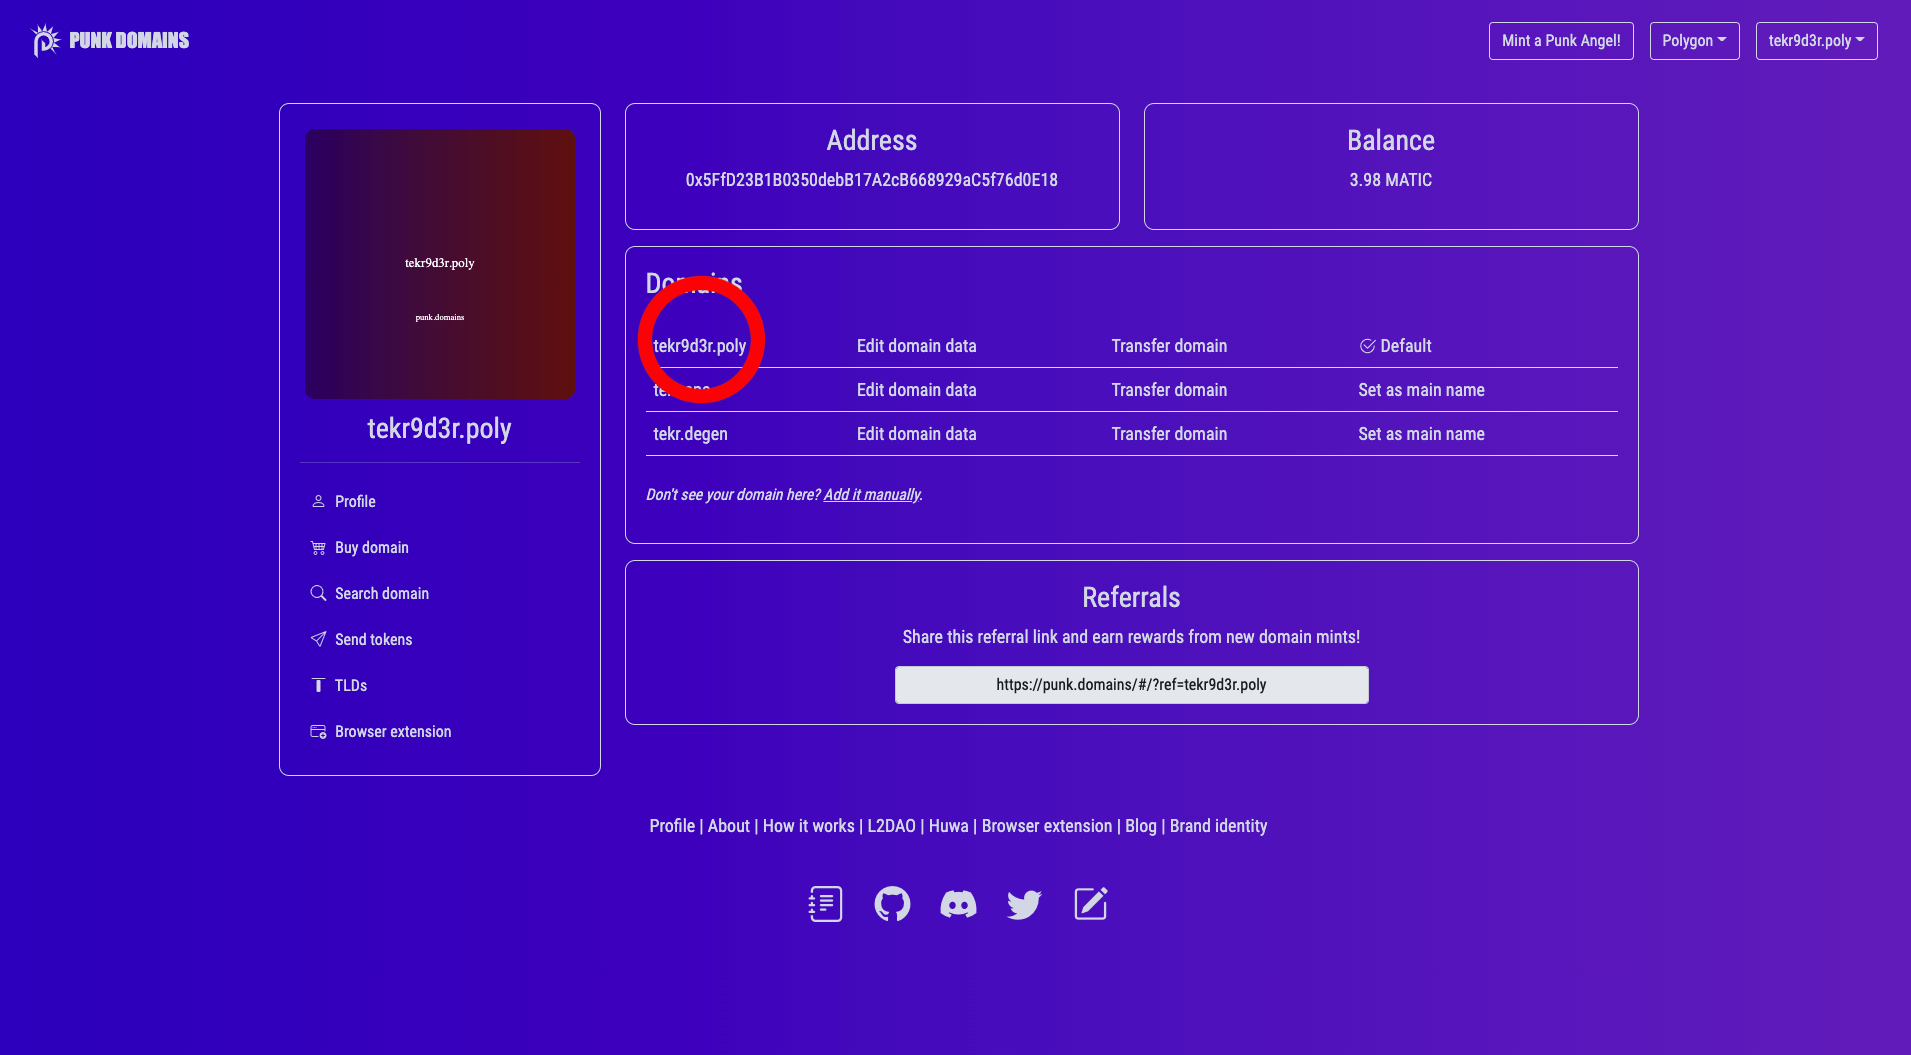 PUNK DOMAINS
Mint a Punk Angel!
Polygon
tekr9d3r.poly
tekr9d3r.poly
punk.domains
tekr9d3r.poly
Profile
Buy domain
Search domain
Send tokens
TLDs
Browser extension
Address
0x5FfD23B1B0350debB17A2cB668929aC5f76d0E18
Balance
3.98 MATIC
Domains
tekr9d3r.poly Edit domain data Transfer domain Default
Edit domain data Transfer domain Set as main name
tekr.degen Edit domain data Transfer domain Set as main name
Don't see your domain here? Add it manually.
Referrals
Share this referral link and earn rewards from new domain mints!
https://punk.domains/#/?ref=tekr9d3r.poly
Profile | About | How it works | L2DAO | Huwa | Browser extension | Blog | Brand identity